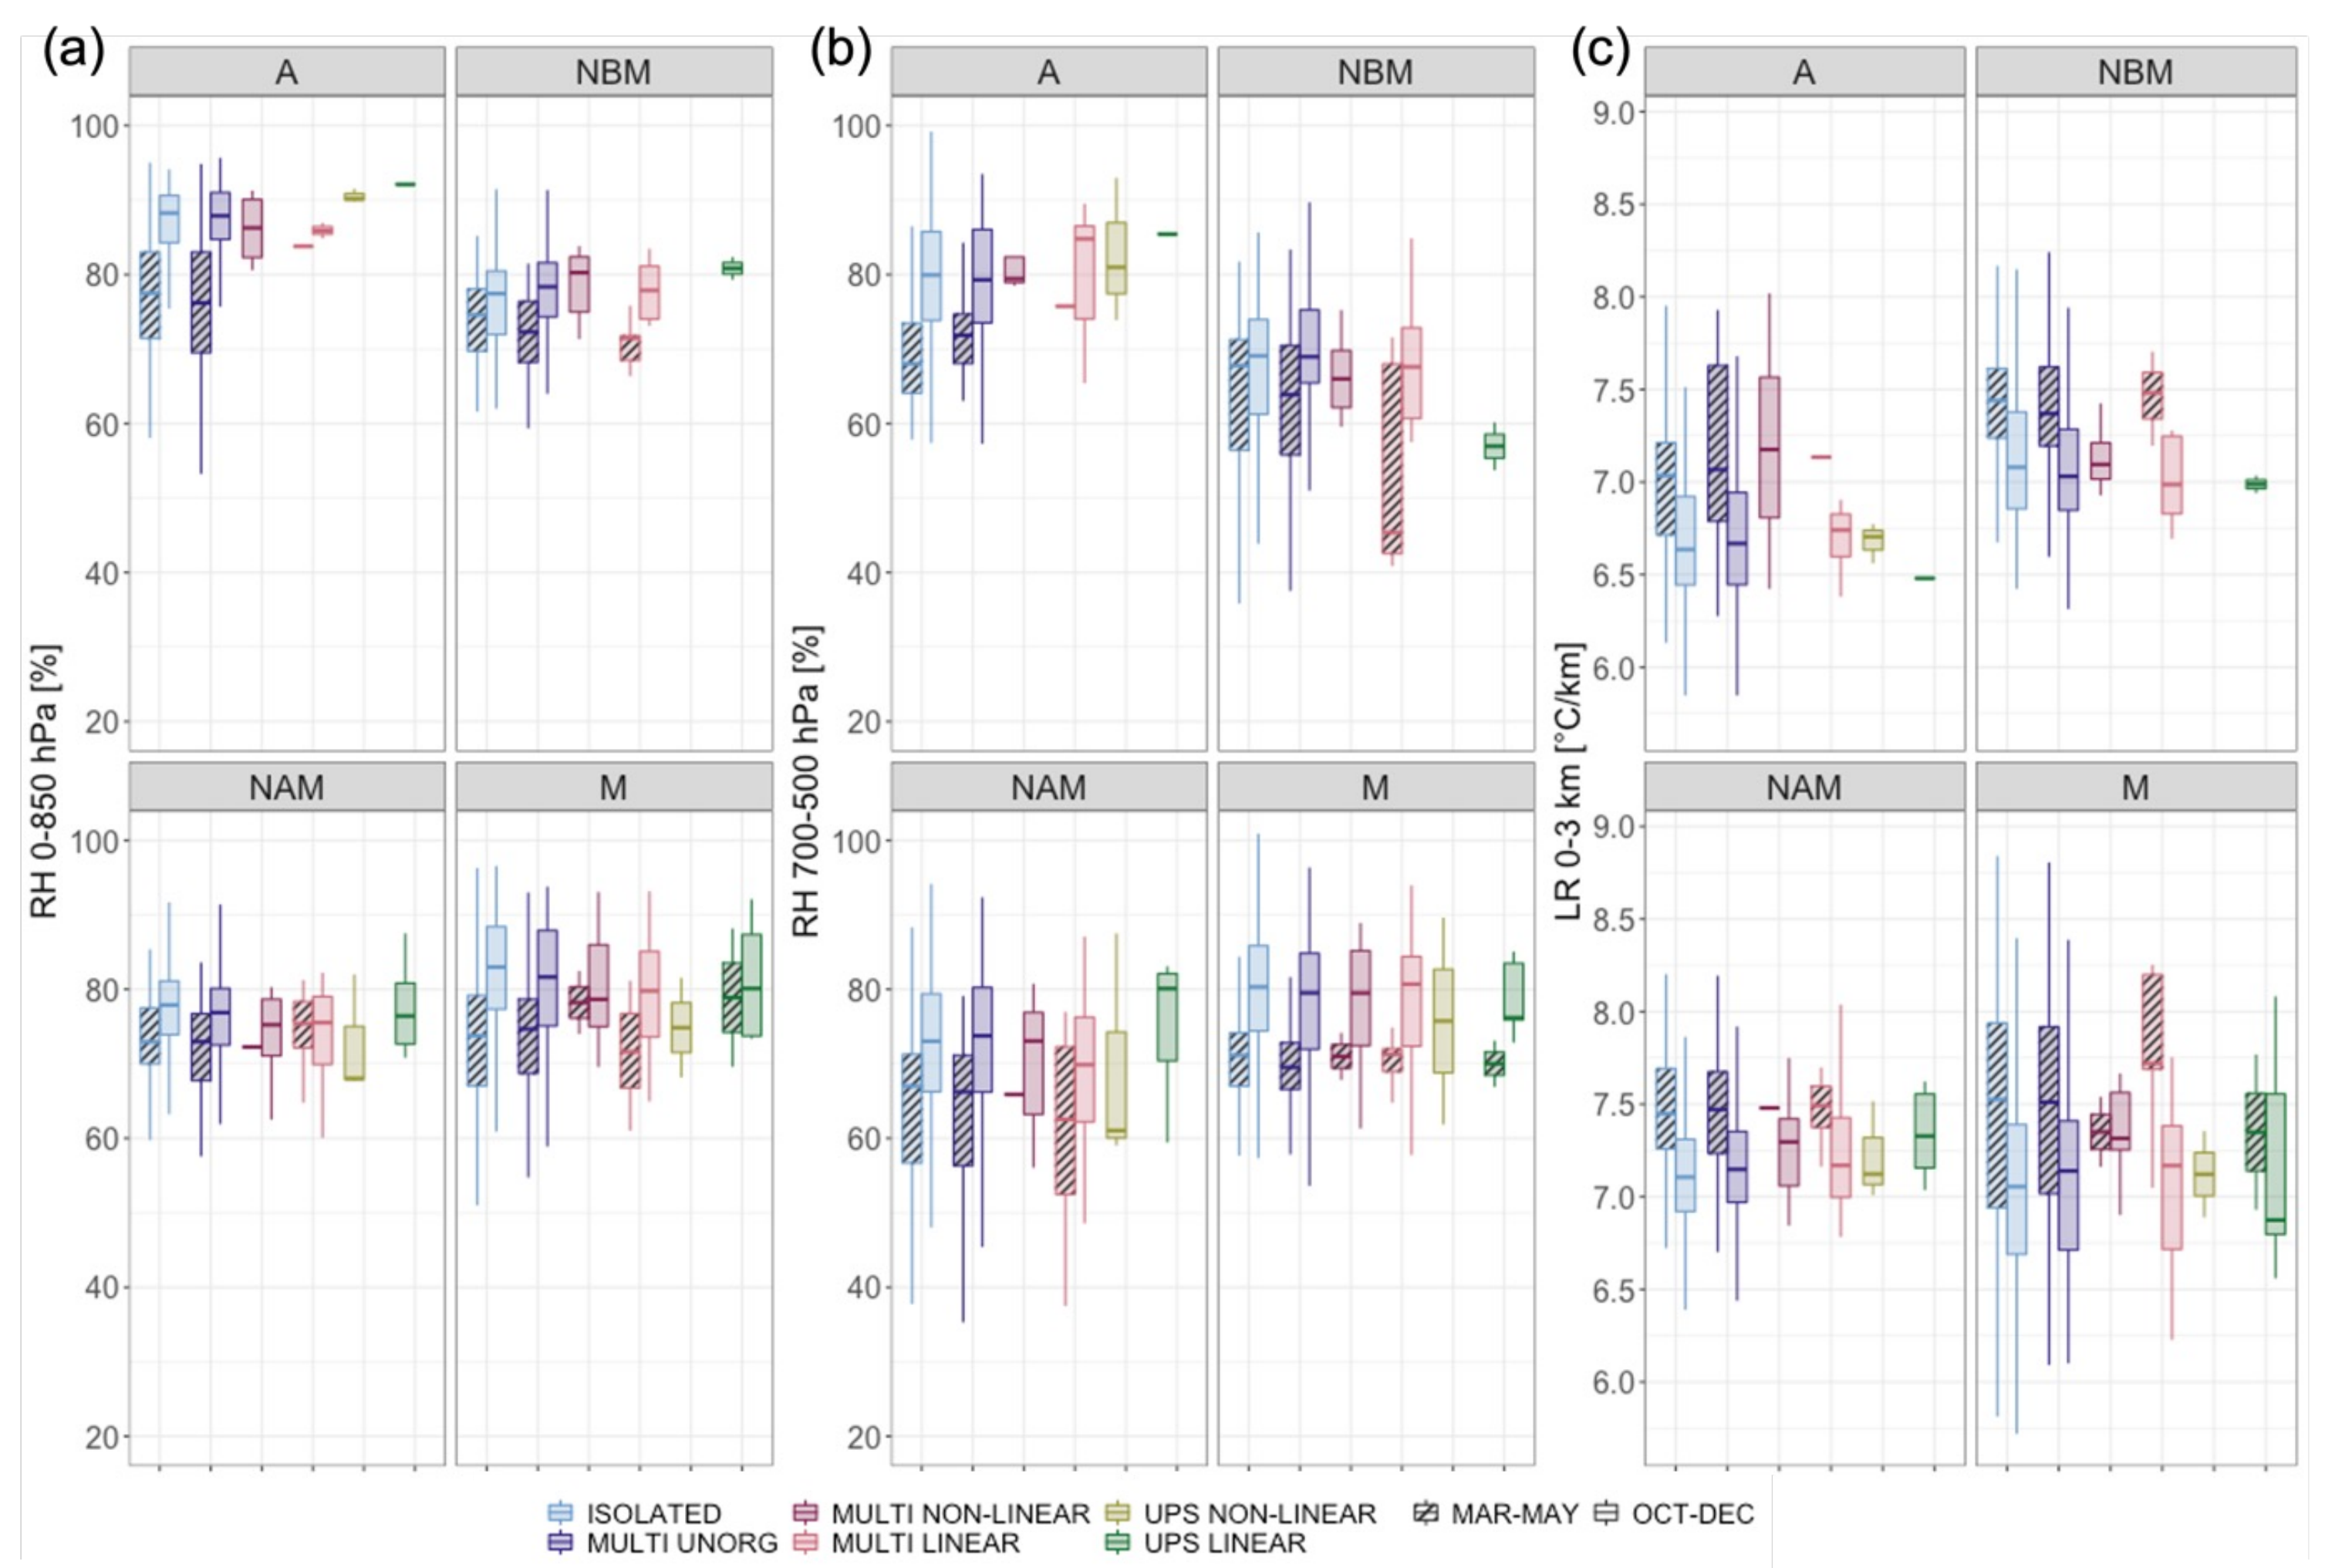 (a)
A
NBM
100
80
60
40
20
NAM
M
100
80
60
40
20
RH 0-850 hPa [%]
(b)
A
NBM
100
80
60
40
20
NAM
M
100
80
60
40
20
RH 700-500 hPa [%]
(c)
A
NBM
9.0
8.5
8.0
7.5
7.0
6.5
6.0
NAM
M
9.0
8.5
8.0
7.5
7.0
6.5
6.0
LR 0-3 km [°C/km]
ISOLATED MULTI NON-LINEAR UPS NON-LINEAR MAR-MAY OCT-DEC
MULTI UNORG MULTI LINEAR UPS LINEAR